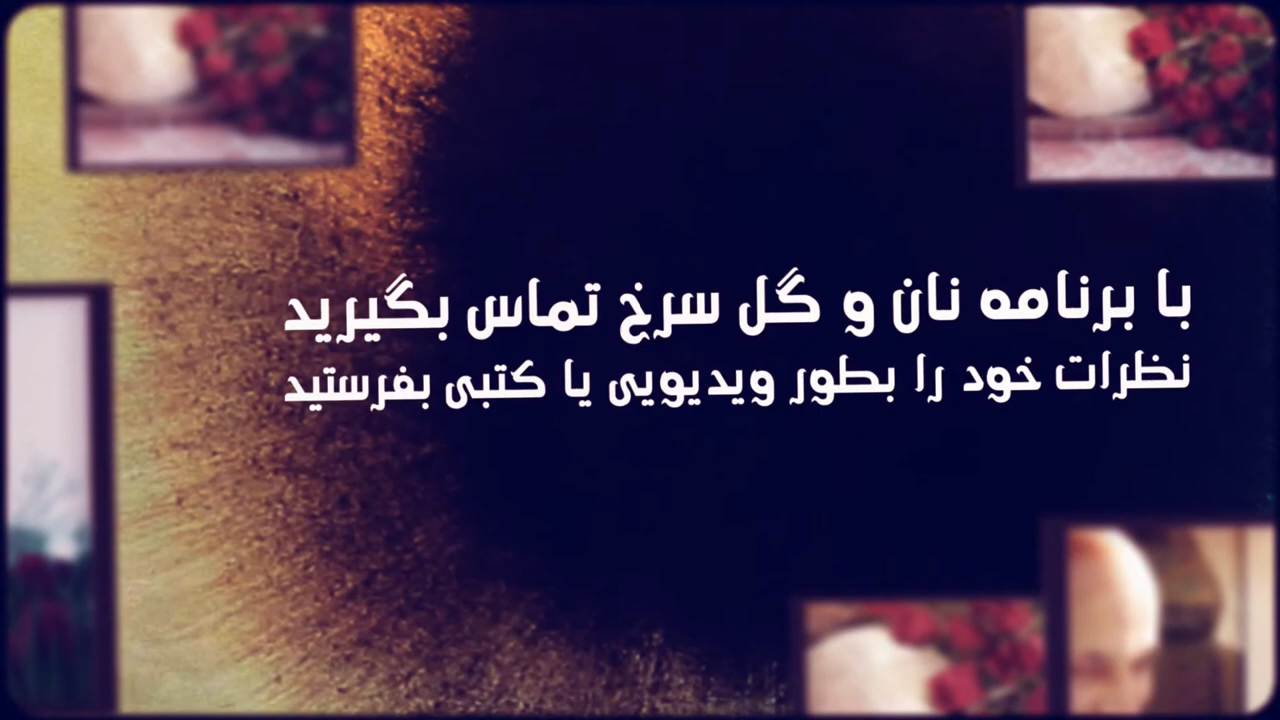 با برنامه نان و گل سرخ تماس بگیرید
نظرات خود را بطور ویدیویی یا کتبی بفرستید